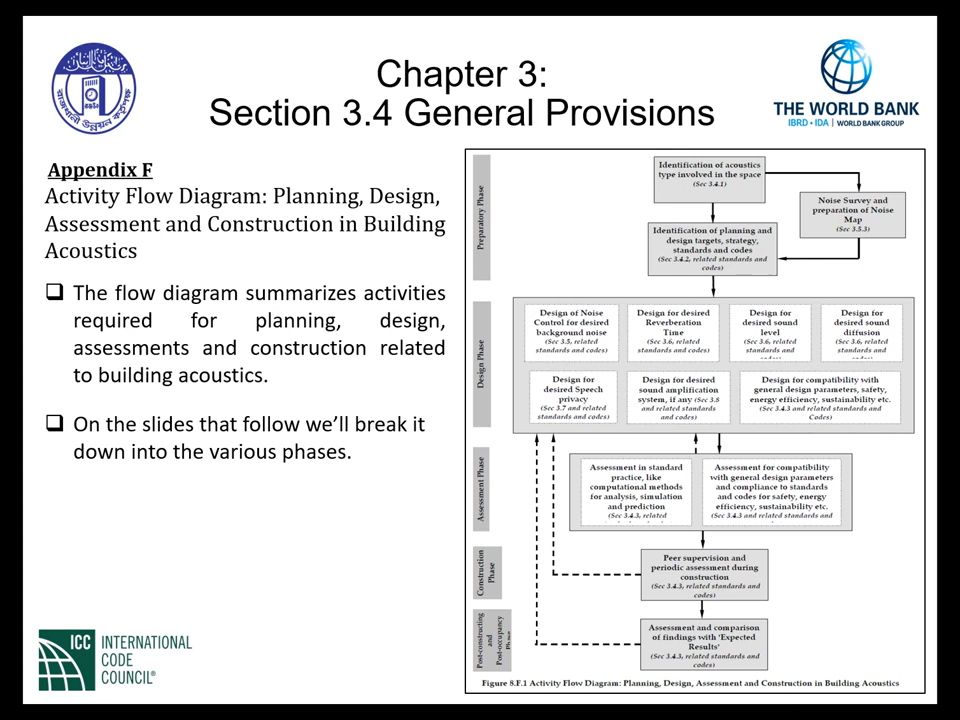 Chapter 3:
Section 3.4 General Provisions
THE WORLD BANK
IBRD • IDA | WORLD BANK GROUP
Appendix F
Activity Flow Diagram: Planning, Design,
Assessment and Construction in Building
Acoustics
The flow diagram summarizes activities
required for planning, design,
assessments and construction related
to building acoustics.
On the slides that follow we'll break it
down into the various phases.
ICC INTERNATIONAL
CODE
COUNCIL®
Preparatory Phase
Identification of acoustics
type involved in the space
(Sec 3.4.1)
Noise Survey and
preparation of Noise
Map
(Sec 3.5.3)
Identification of planning and
design targets, strategy,
standards and codes
(Sec 3.4.2, related standards and
codes)
Design Phase
Design of Noise
Control for desired
background noise
(Sec 3.5, related
standards and codes)
Design for desired
Reverberation
Time
(Sec 3.6, related
standards and codes)
Design for
desired sound
level
(Sec 3.6, related
Design for
desired sound
diffusion
(Sec 3.6, related
Design for
desired Speech
privacy
(Sec 3.7 and related
standards and codes)
Design for desired
sound amplification
system, if any (Sec 3.8
and related standards
and codes)
Design for compatibility with
general design parameters, safety,
energy efficiency, sustainability etc.
(Sec 3.4.3 and related standards and
Codes)
Assessment Phase
Assessment in standard
practice, like
computational methods
for analysis, simulation
and prediction
(Sec 3.4.3, related
Assessment for compatibility
with general design parameters
and compliance to standards
and codes for safety, energy
efficiency, sustainability etc.
(Sec 3.4.3 and related standards and
Construction
Phase
Peer supervision and
periodic assessment during
construction
(Sec 3.4.3, related standards and
codes)
Post-constructing
and
Post-occupancy
Assessment and comparison
of findings with 'Expected
Results'
(Sec 3.4.3, related standards and
codes)
Figure 8.F.1 Activity Flow Diagram: Planning, Design, Assessment and Construction in Building Acoustics